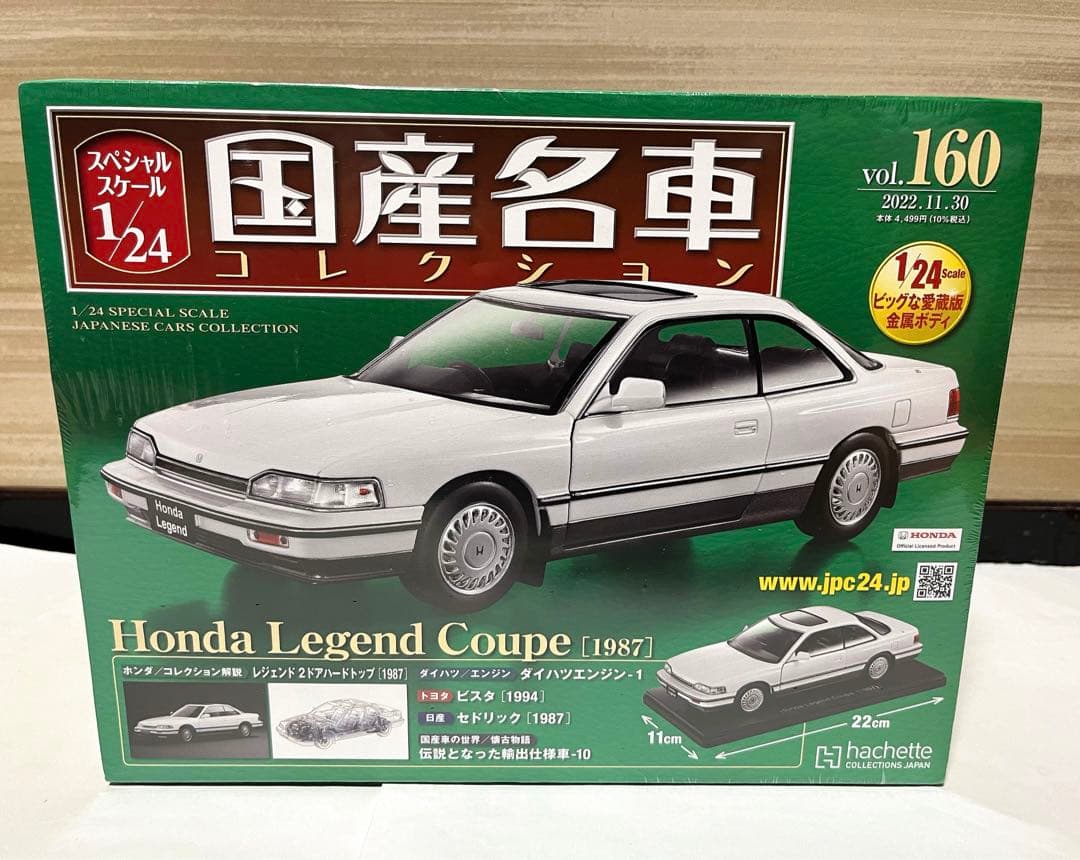 スペシャル
スケール
1/24
国産名車
コレクション
1/24 SPECIAL SCALE
JAPANESE CARS COLLECTION
vol.160
2022.11.30
本体 4,499円(10%税込)
1/24 Scale
ビッグな愛蔵版
金属ボディ
Honda
Legend
HONDA
Official Licensed Product
www.jpc24.jp
Honda Legend Coupe [1987]
ホンダ/コレクション解説 レジェンド2ドアハードトップ[1987]
ダイハツ/エンジン ダイハツエンジン-1
トヨタ ビスタ[1994]
日産 セドリック[1987]
国産車の世界/懐古物語
伝説となった輸出仕様車-10
11cm
22cm
hachette
COLLECTIONS JAPAN